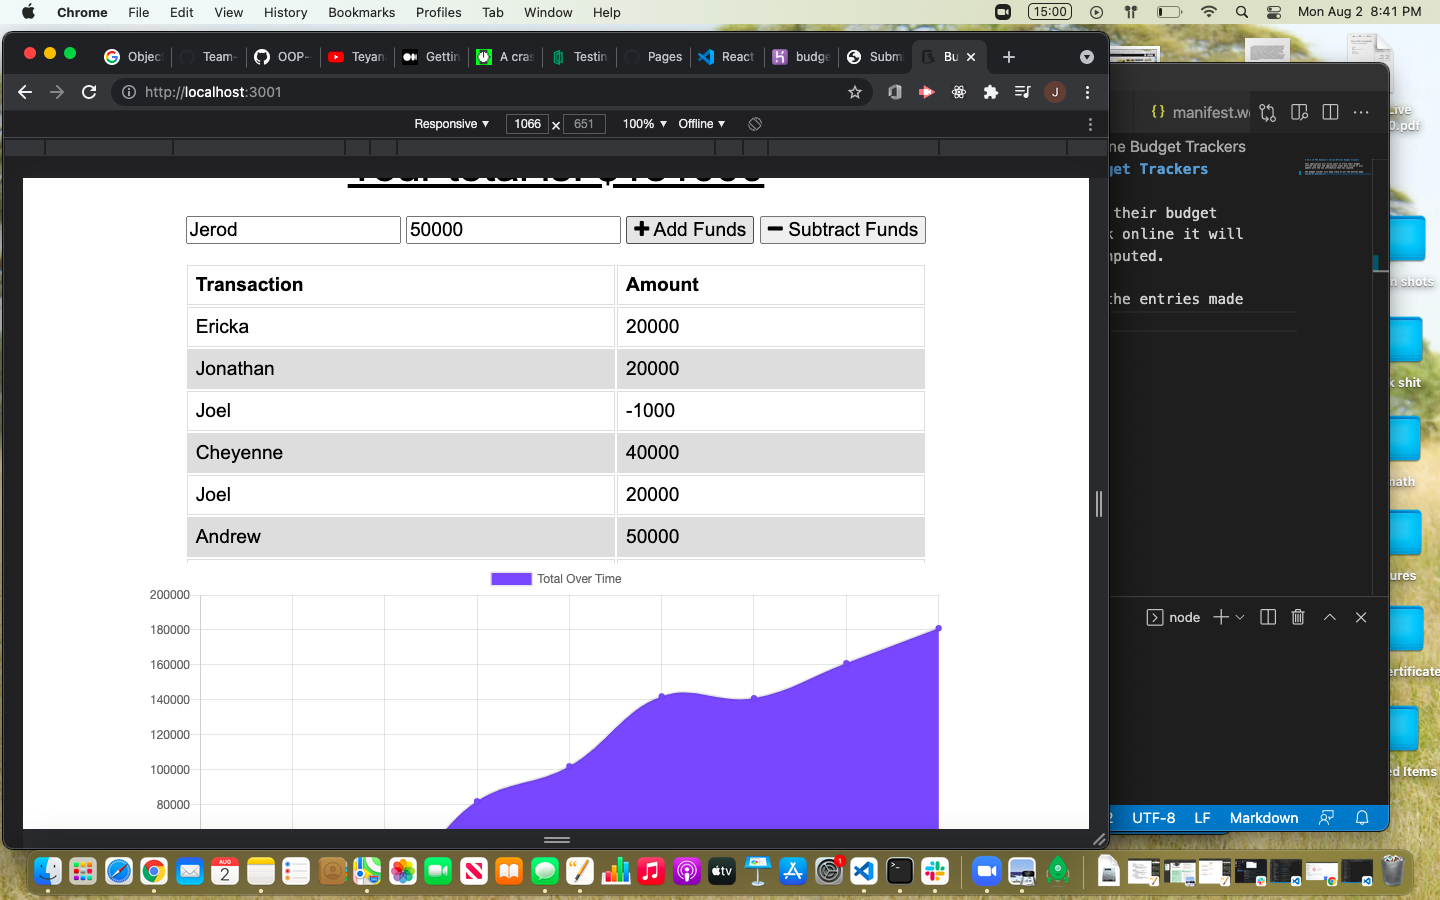 Chrome File Edit View History Bookmarks Profiles Tab Window Help 15:00 Mon Aug 2 8:41 PM
Objec Team- OOP- Teyan Gettin A cras Testin Pages React budge Submi Bu
http://localhost:3001 J
Responsive 1066 x 651 100% Offline
Jerod 50000 Add Funds Subtract Funds
Transaction Amount
Ericka 20000
Jonathan 20000
Joel -1000
Cheyenne 40000
Joel 20000
Andrew 50000
Total Over Time
200000
180000
160000
140000
120000
100000
80000
{} manifest.we
ne Budget Trackers
get Trackers
their budget
k online it will
nputed.
the entries made
node
UTF-8 LF Markdown
Live
0.pdf
n shots
k shit
math
ures
ertificate
ed Items
AUG
2
tv
1